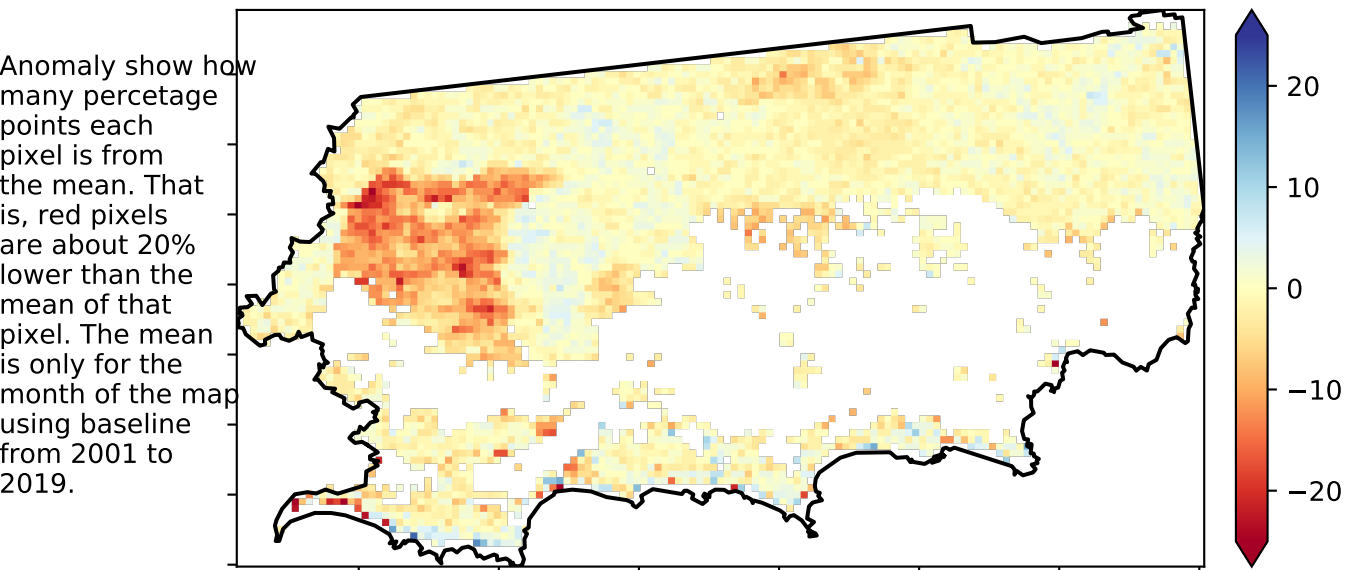 Anomaly show how
many percetage
points each
pixel is from
the mean. That
is, red pixels
are about 20%
lower than the
mean of that
pixel. The mean
is only for the
month of the map
using baseline
from 2001 to
2019.
20
10
0
−10
−20